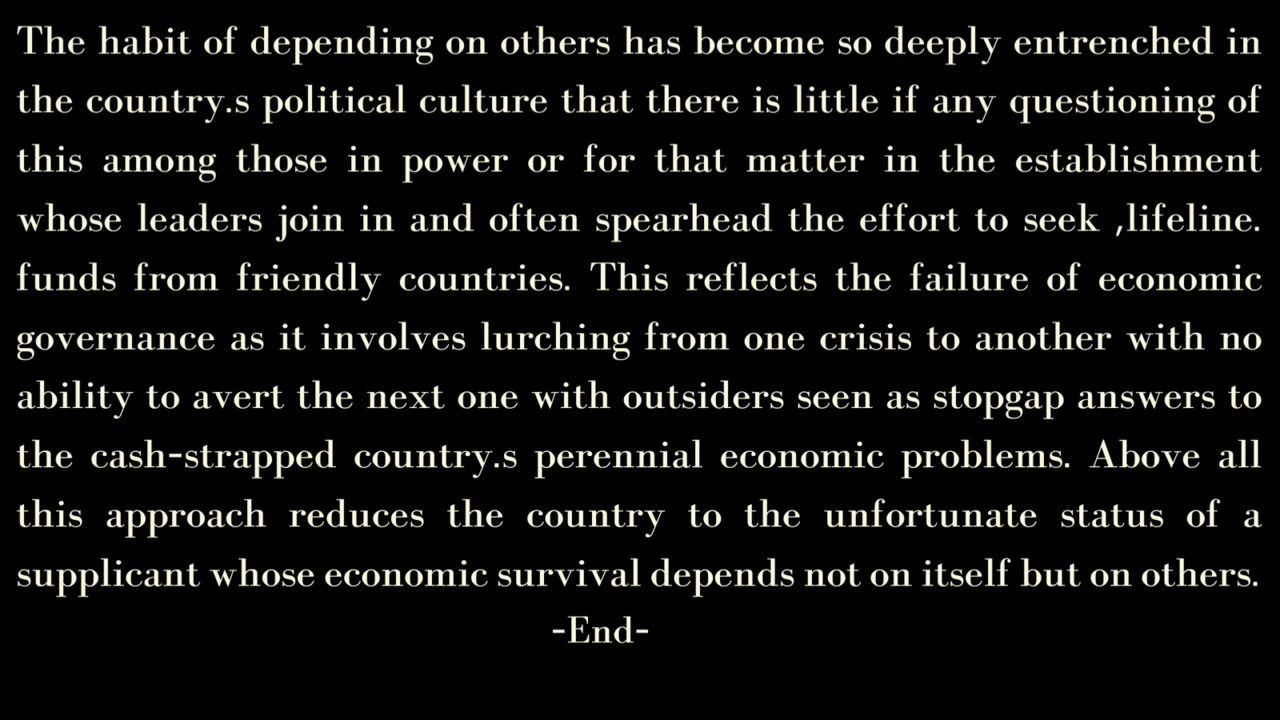 The habit of depending on others has become so deeply entrenched in
the country.s political culture that there is little if any questioning of
this among those in power or for that matter in the establishment
whose leaders join in and often spearhead the effort to seek ,lifeline.
funds from friendly countries. This reflects the failure of economic
governance as it involves lurching from one crisis to another with no
ability to avert the next one with outsiders seen as stopgap answers to
the cash-strapped country.s perennial economic problems. Above all
this approach reduces the country to the unfortunate status of a
supplicant whose economic survival depends not on itself but on others.
-End-